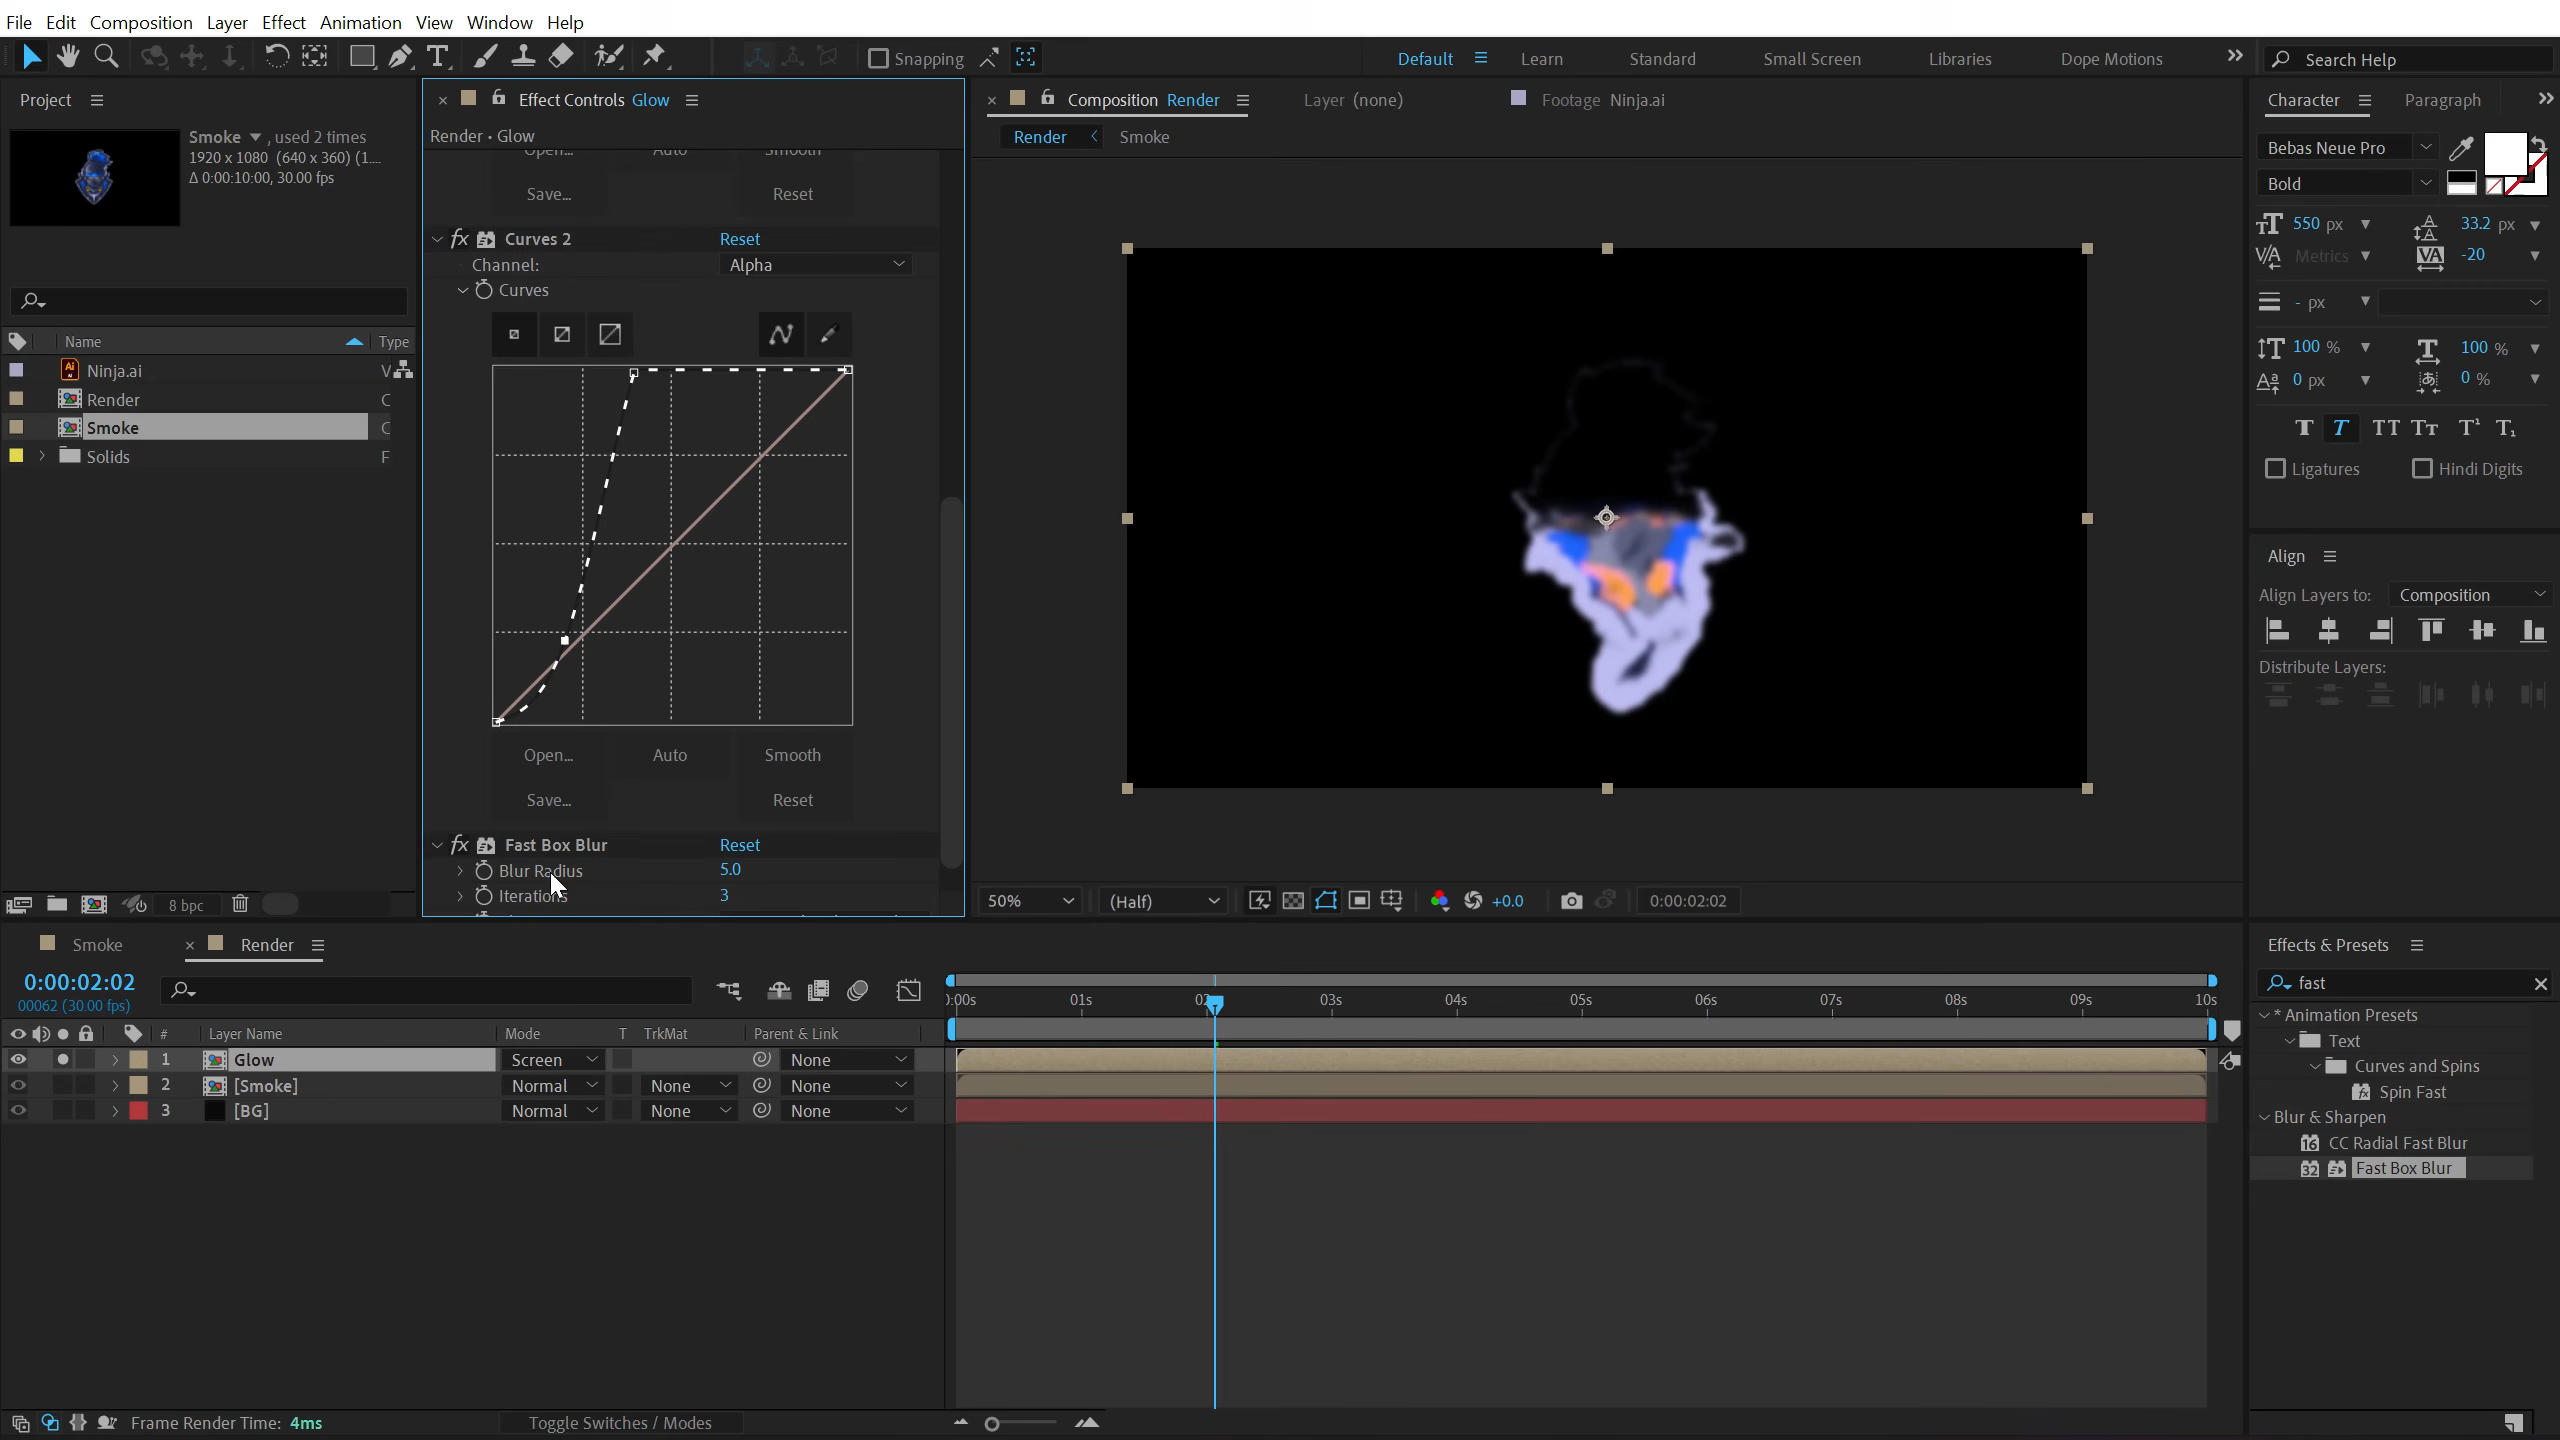 File Edit Composition Layer Effect Animation View Window Help
Snapping
Default Learn Standard Small Screen Libraries Dope Motions
Search Help
Project
Smoke , used 2 times
1920 x 1080 (640 x 360) (1....
Δ 0:00:10:00, 30.00 fps
Name Type
Ninja.ai V
Render C
Smoke C
Solids F
8 bpc
Effect Controls Glow
Render • Glow
Open... Auto Smooth
Save... Reset
fx Curves 2 Reset
Channel: Alpha
Curves
Open... Auto Smooth
Save... Reset
fx Fast Box Blur Reset
Blur Radius 5.0
Iterations 3
Composition Render Layer (none) Footage Ninja.ai
Render Smoke
50% (Half) +0.0 0:00:02:02
Character Paragraph
Bebas Neue Pro
Bold
550 px 33.2 px
Metrics -20
- px
100 % 100 %
0 px 0 %
Ligatures Hindi Digits
Align
Align Layers to: Composition
Distribute Layers:
Effects & Presets
fast
* Animation Presets
Text
Curves and Spins
Spin Fast
Blur & Sharpen
16 CC Radial Fast Blur
32 Fast Box Blur
Smoke Render
0:00:02:02
00062 (30.00 fps)
):00s 01s 02 03s 04s 05s 06s 07s 08s 09s 10s
# Layer Name Mode T TrkMat Parent & Link
1 Glow Screen None
2 [Smoke] Normal None None
3 [BG] Normal None None
Frame Render Time: 4ms Toggle Switches / Modes